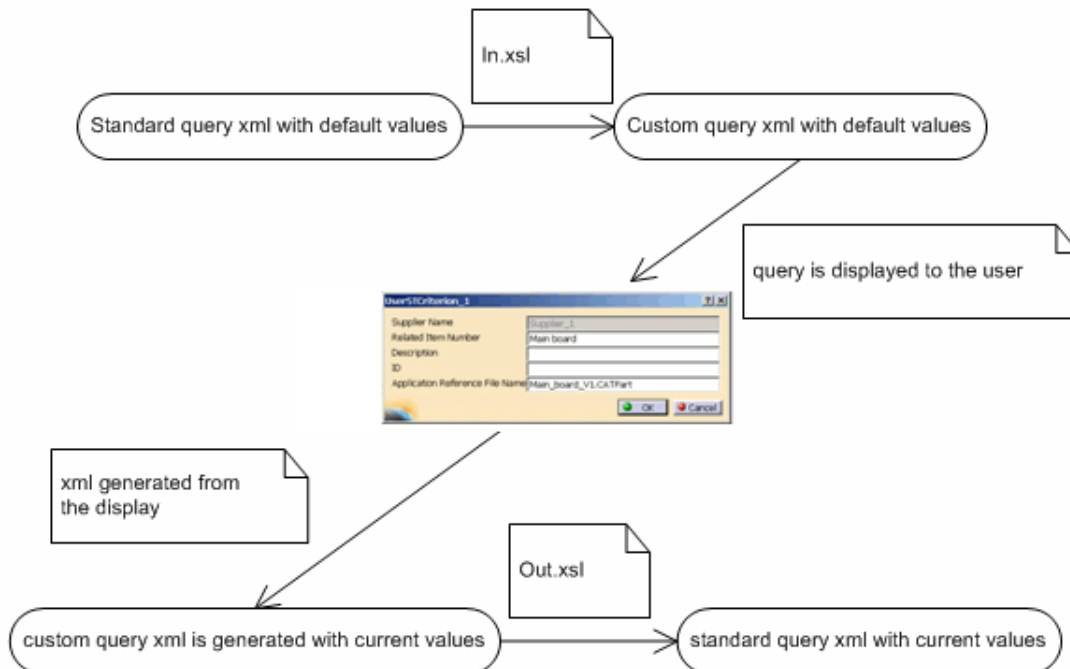 In.xsl
Standard query xml with default values
Custom query xml with default values
query is displayed to the user
UserSTCriterion_1
Supplier Name
Supplier_1
Related Item Number
Main board
Description
ID
Application Reference File Name
Main_board_V1.CATPart
OK
Cancel
xml generated from
the display
Out.xsl
custom query xml is generated with current values
standard query xml with current values